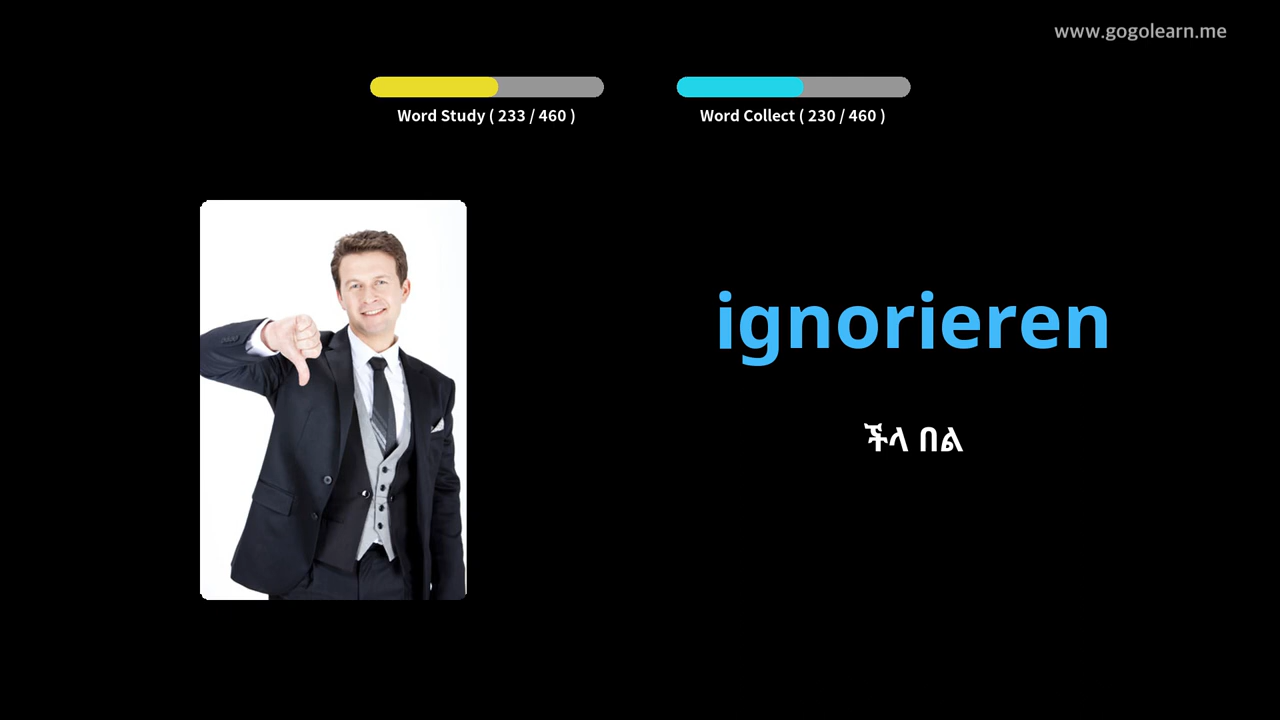 www.gogolearn.me
Word Study ( 233 / 460 )
Word Collect ( 230 / 460 )
ignorieren
ችላ በል